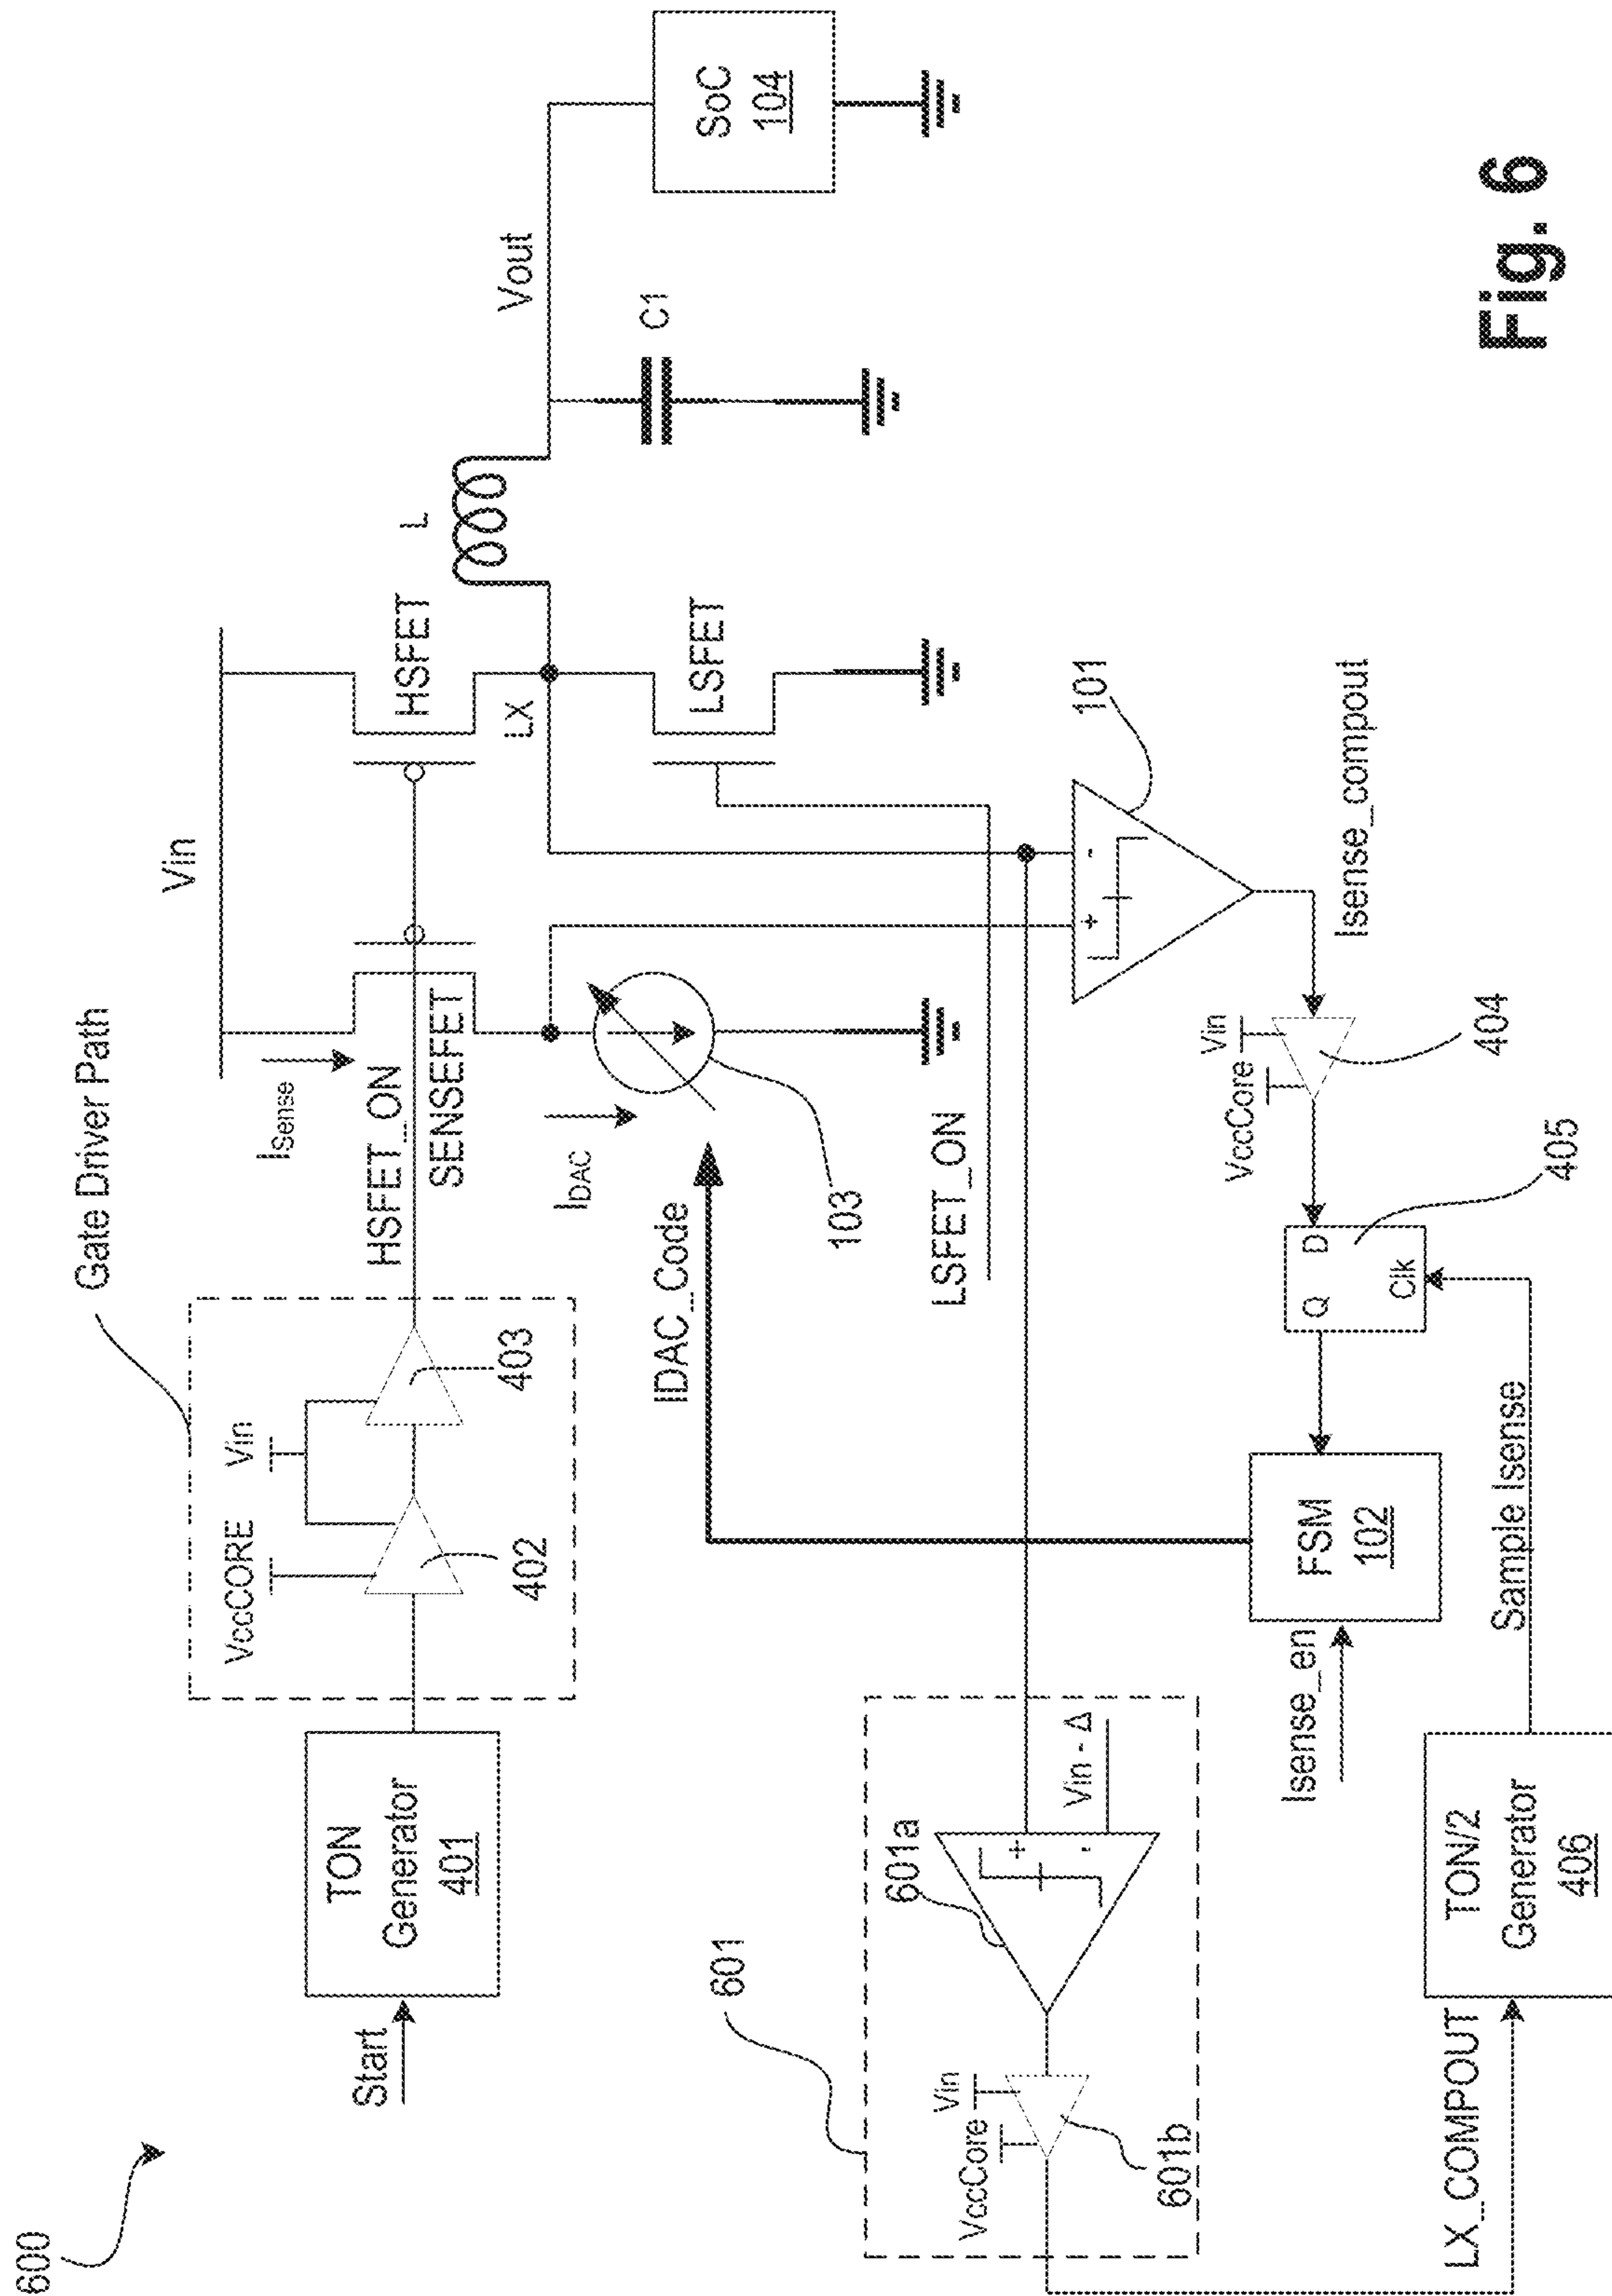 600
Start
TON
Generator
401
Gate Driver Path
VccCORE
Vin
402
403
HSFET_ON
SENSEFET
ISense
Vin
HSFET
LX
L
Vout
C1
SoC
104
LSFET
IDAC
103
IDAC_Code
LSFET_ON
+
-
101
Isense_compout
Vin
VccCore
404
405
D
Q
Clk
FSM
102
Isense_en
Sample Isense
601
601a
+
-
Vin - Δ
Vin
VccCore
601b
LX_COMPOUT
TON/2
Generator
406
Fig. 6